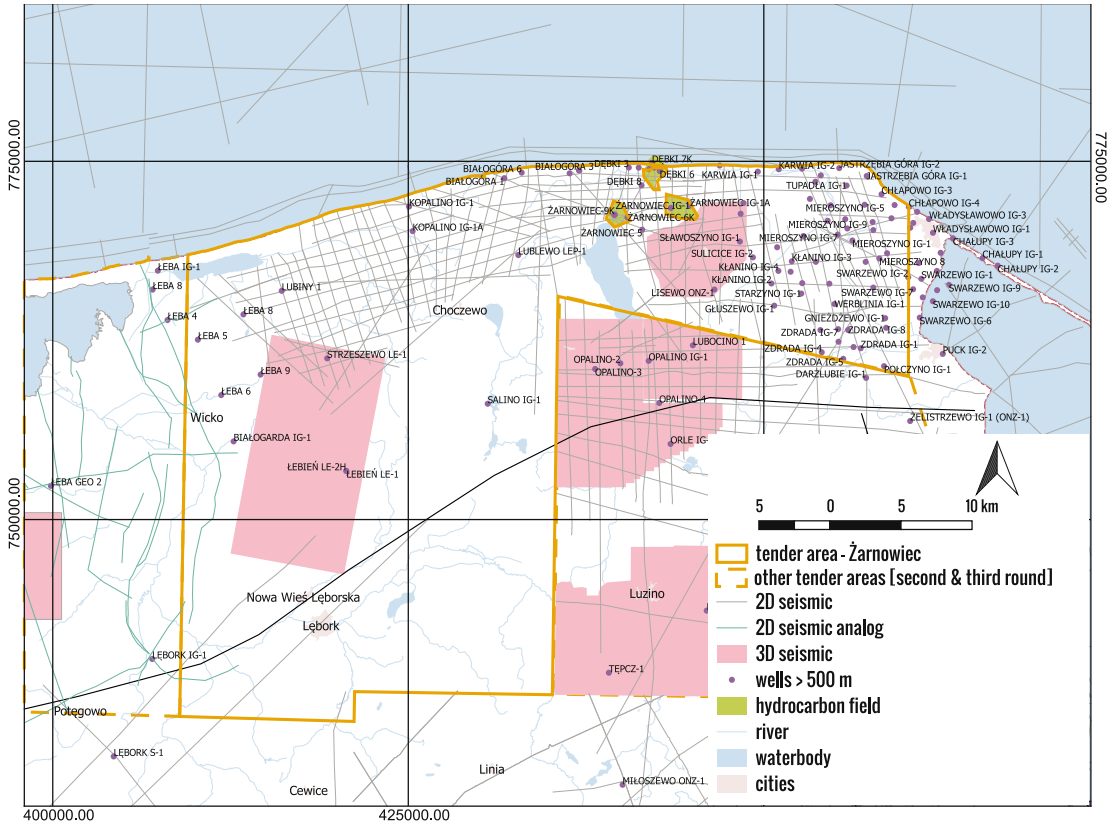 775000.00
775000.00
750000.00
400000.00
425000.00
BIAŁOGÓRA 6
BIAŁOGÓRA 3
DĘBKI 3
DĘBKI 7K
KARWIA IG-2
JASTRZĘBIA GÓRA IG-2
BIAŁOGÓRA 1
DĘBKI 8
DĘBKI 6
KARWIA IG-1
JASTRZĘBIA GÓRA IG-1
TUPADŁA IG-1
CHŁAPOWO IG-3
KOPALINO IG-1
ŻARNOWIEC-9K
ŻARNOWIEC IG-1
ŻARNOWIEC IG-1A
MIEROSZYNO IG-5
CHŁAPOWO IG-4
ŻARNOWIEC-6K
WŁADYSŁAWOWO IG-3
KOPALINO IG-1A
ŻARNOWIEC 5
MIEROSZYNO IG-9
WŁADYSŁAWOWO IG-1
SŁAWOSZYNO IG-1
MIEROSZYNO IG-7
MIEROSZYNO IG-1
CHAŁUPY IG-3
LUBLEWO LEP-1
SULICICE IG-2
KŁANINO IG-3
MIEROSZYNO 8
CHAŁUPY IG-1
ŁEBA IG-1
KŁANINO IG-4
SWARZEWO IG-2
SWARZEWO IG-1
CHAŁUPY IG-2
ŁEBA 8
LUBINY 1
LISEWO ONZ-1
KŁANINO IG-2
STARZYNO IG-1
SWARZEWO IG-7
SWARZEWO IG-9
ŁEBA 4
ŁEBA 8
Choczewo
GŁUSZEWO IG-1
WERBLINIA IG-1
SWARZEWO IG-10
GNIEŻDŻEWO IG-1
SWARZEWO IG-6
ŁEBA 5
ZDRADA IG-7
ZDRADA IG-8
LUBOCINO 1
ZDRADA IG-4
ZDRADA IG-1
PUCK IG-2
STRZESZEWO LE-1
OPALINO-2
OPALINO IG-1
ZDRADA IG-5
ŁEBA 9
OPALINO-3
DARŻLUBIE IG-1
POŁCZYNO IG-1
ŁEBA 6
SALINO IG-1
OPALINO-4
Wicko
ŻELISTRZEWO IG-1 (ONZ-1)
BIAŁOGARDA IG-1
ORLE IG-
ŁEBIEŃ LE-2H
ŁEBIEŃ LE-1
ŁEBA GEO 2
5 0 5 10 km
tender area - Żarnowiec
other tender areas [second & third round]
2D seismic
2D seismic analog
3D seismic
wells > 500 m
hydrocarbon field
river
waterbody
cities
Nowa Wieś Lęborska
Luzino
Lębork
LĘBORK IG-1
TĘPCZ-1
Potęgowo
LĘBORK S-1
Linia
MIŁOSZEWO ONZ-1
Cewice